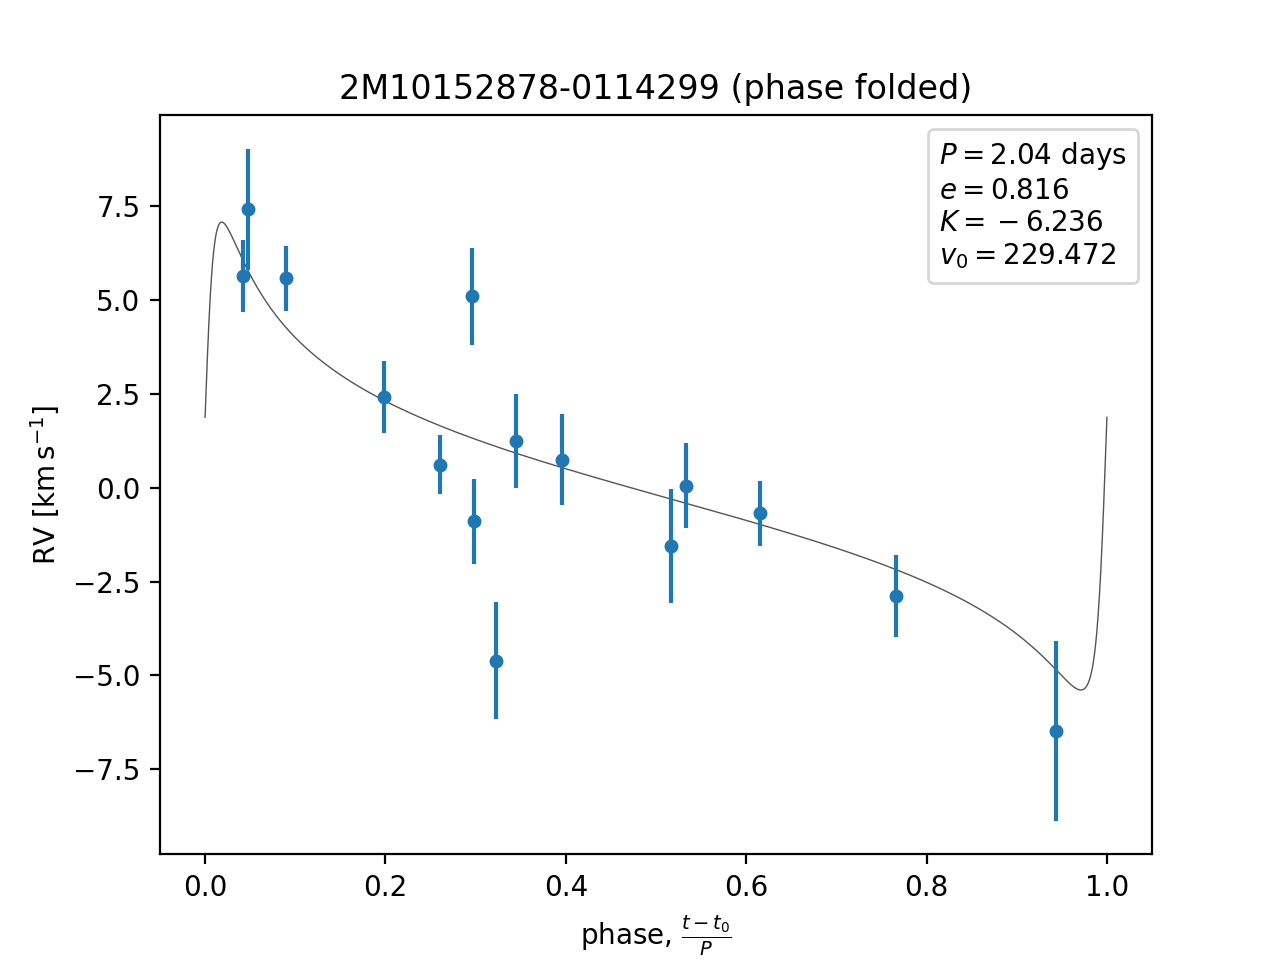 2M10152878-0114299 (phase folded)
P = 2.04 days
e = 0.816
K = −6.236
v₀ = 229.472
RV [km s⁻¹]
7.5
5.0
2.5
0.0
−2.5
−5.0
−7.5
0.0 0.2 0.4 0.6 0.8 1.0
phase, (t − t₀)/P